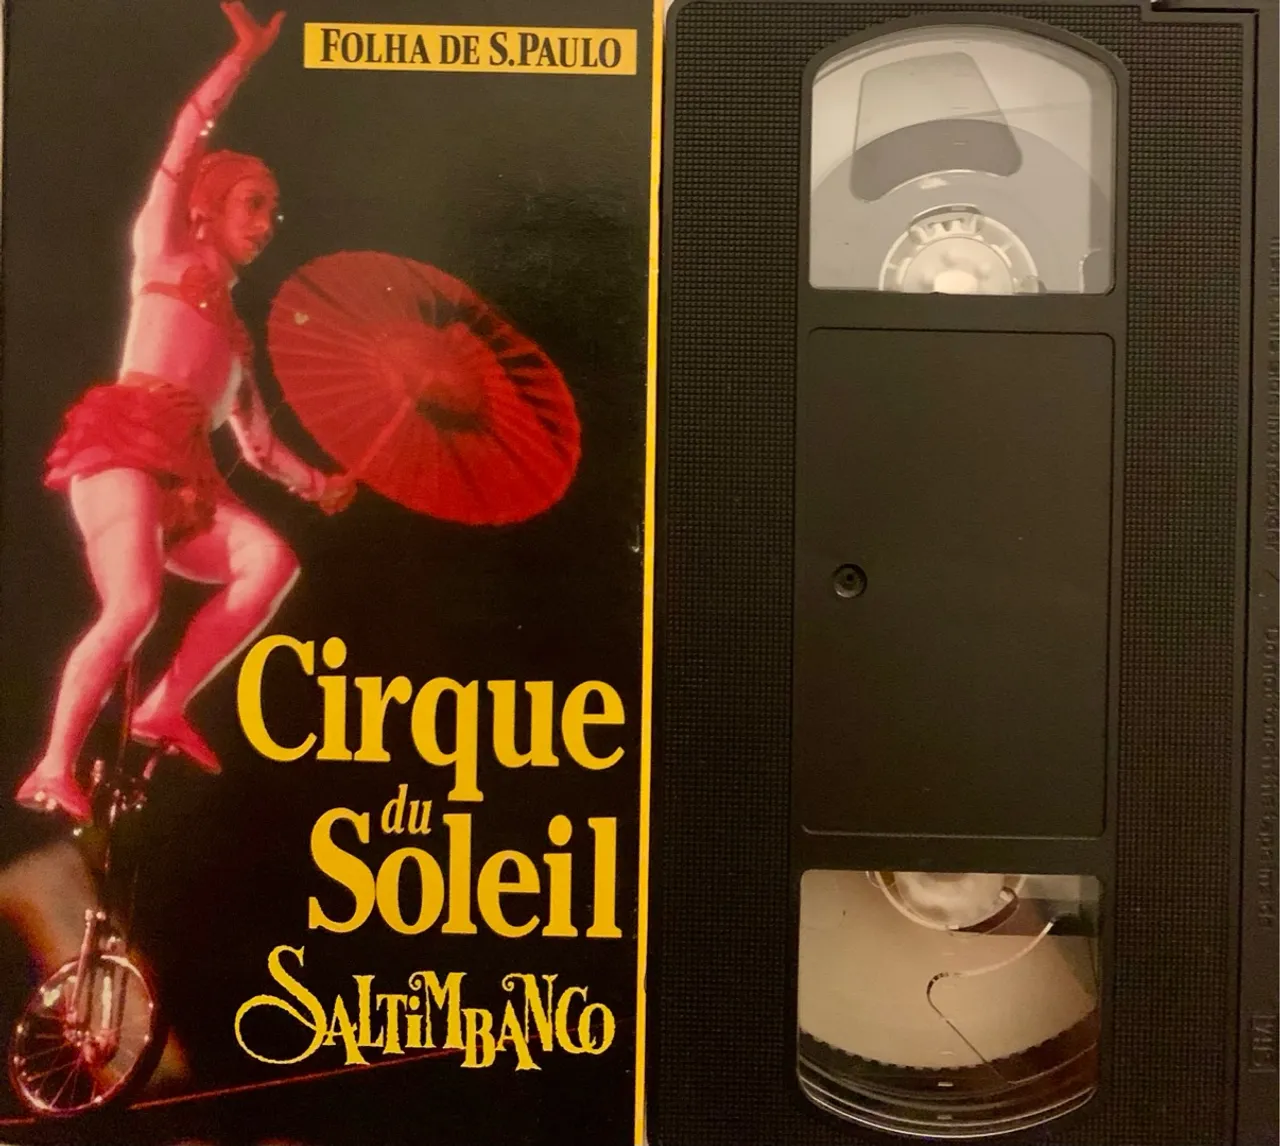 FOLHA DE S.PAULO
Cirque
du
Soleil
SALTIMBANCO